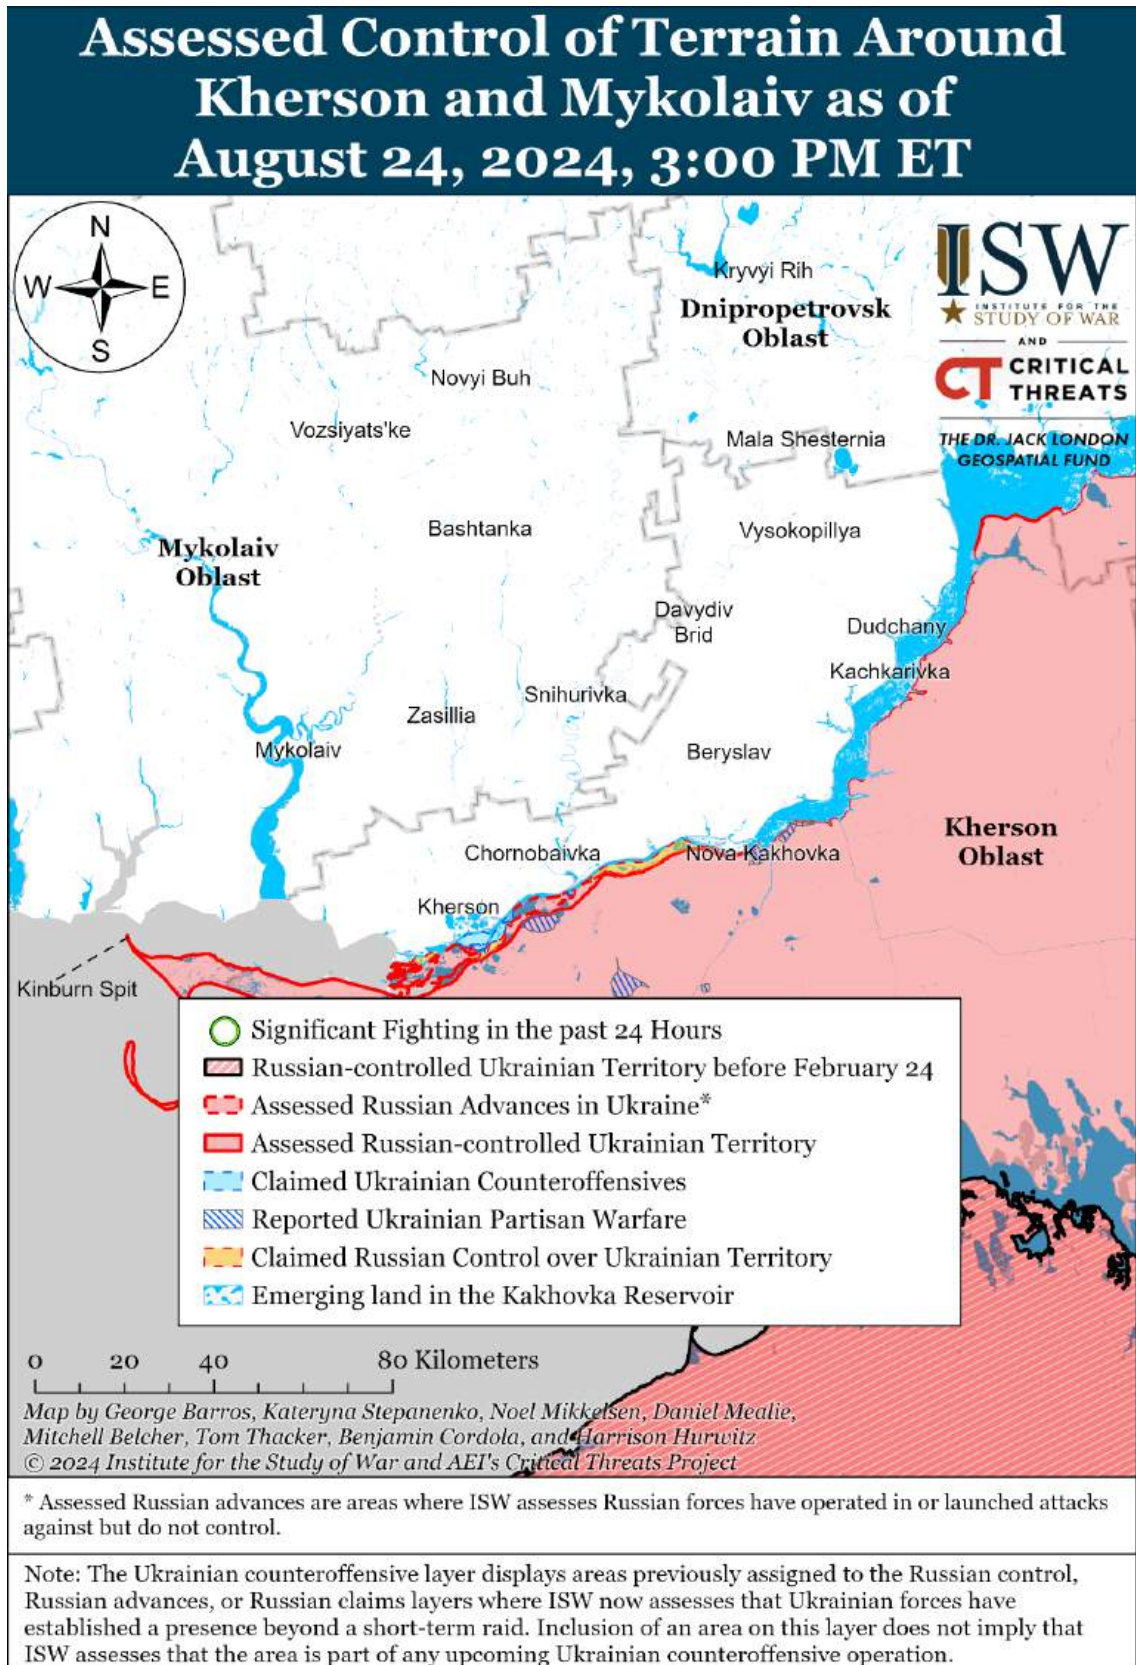 Assessed Control of Terrain Around
Kherson and Mykolaiv as of
August 24, 2024, 3:00 PM ET
N
W
E
S
ISW
INSTITUTE FOR THE
STUDY OF WAR
AND
CT CRITICAL
THREATS
THE DR. JACK LONDON
GEOSPATIAL FUND
Kryvyi Rih
Dnipropetrovsk
Oblast
Novyi Buh
Vozsiyats'ke
Mala Shesternia
Bashtanka
Vysokopillya
Mykolaiv
Oblast
Davydiv
Brid
Dudchany
Kachkarivka
Snihurivka
Zasillia
Mykolaiv
Beryslav
Kherson
Oblast
Chornobaivka
Nova Kakhovka
Kherson
Kinburn Spit
Significant Fighting in the past 24 Hours
Russian-controlled Ukrainian Territory before February 24
Assessed Russian Advances in Ukraine*
Assessed Russian-controlled Ukrainian Territory
Claimed Ukrainian Counteroffensives
Reported Ukrainian Partisan Warfare
Claimed Russian Control over Ukrainian Territory
Emerging land in the Kakhovka Reservoir
0 20 40 80 Kilometers
Map by George Barros, Kateryna Stepanenko, Noel Mikkelsen, Daniel Mealie,
Mitchell Belcher, Tom Thacker, Benjamin Cordola, and Harrison Hurwitz
© 2024 Institute for the Study of War and AEI's Critical Threats Project
* Assessed Russian advances are areas where ISW assesses Russian forces have operated in or launched attacks
against but do not control.
Note: The Ukrainian counteroffensive layer displays areas previously assigned to the Russian control,
Russian advances, or Russian claims layers where ISW now assesses that Ukrainian forces have
established a presence beyond a short-term raid. Inclusion of an area on this layer does not imply that
ISW assesses that the area is part of any upcoming Ukrainian counteroffensive operation.